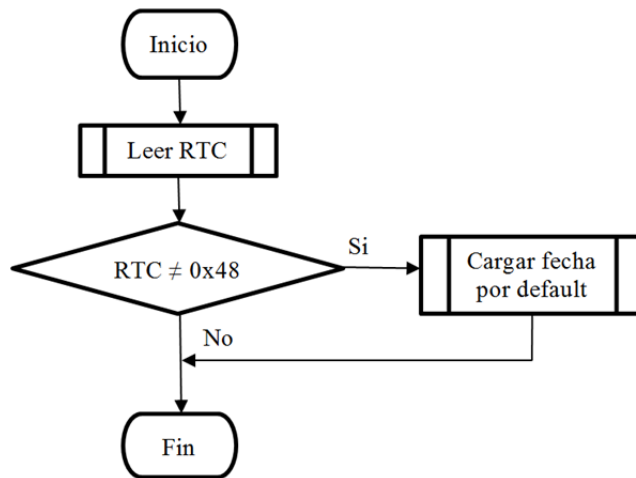 Inicio
Leer RTC
RTC ≠ 0x48
Si
Cargar fecha
por default
No
Fin